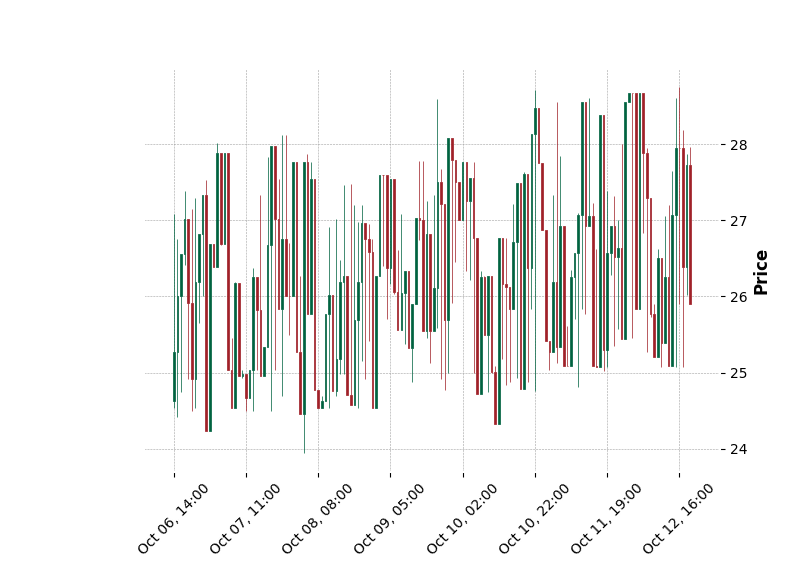 28
27
26
25
24
Price
Oct 06, 14:00
Oct 07, 11:00
Oct 08, 08:00
Oct 09, 05:00
Oct 10, 02:00
Oct 10, 22:00
Oct 11, 19:00
Oct 12, 16:00